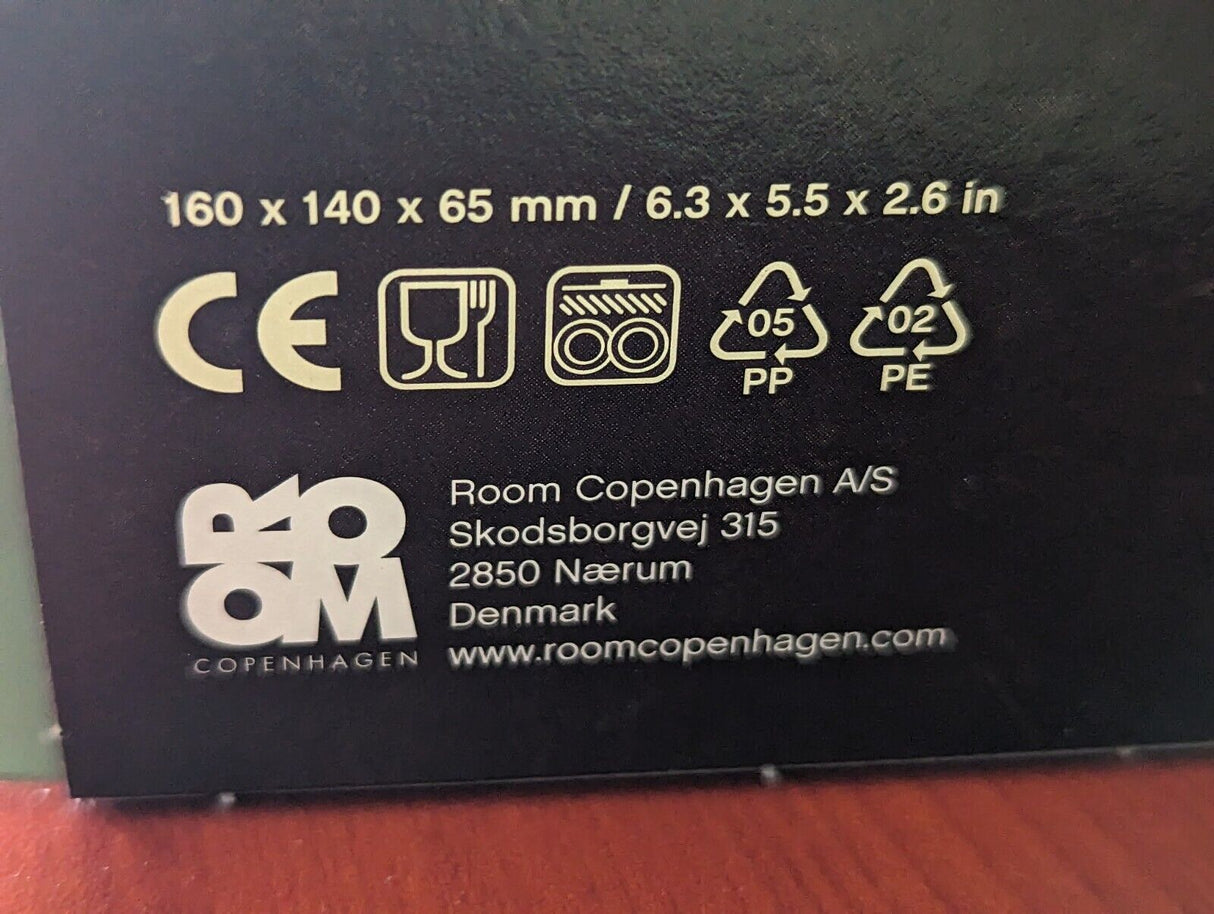 160 x 140 x 65 mm / 6.3 x 5.5 x 2.6 in
CE
05
PP
02
PE
ROOM
COPENHAGEN
Room Copenhagen A/S
Skodsborgvej 315
2850 Nærum
Denmark
www.roomcopenhagen.com